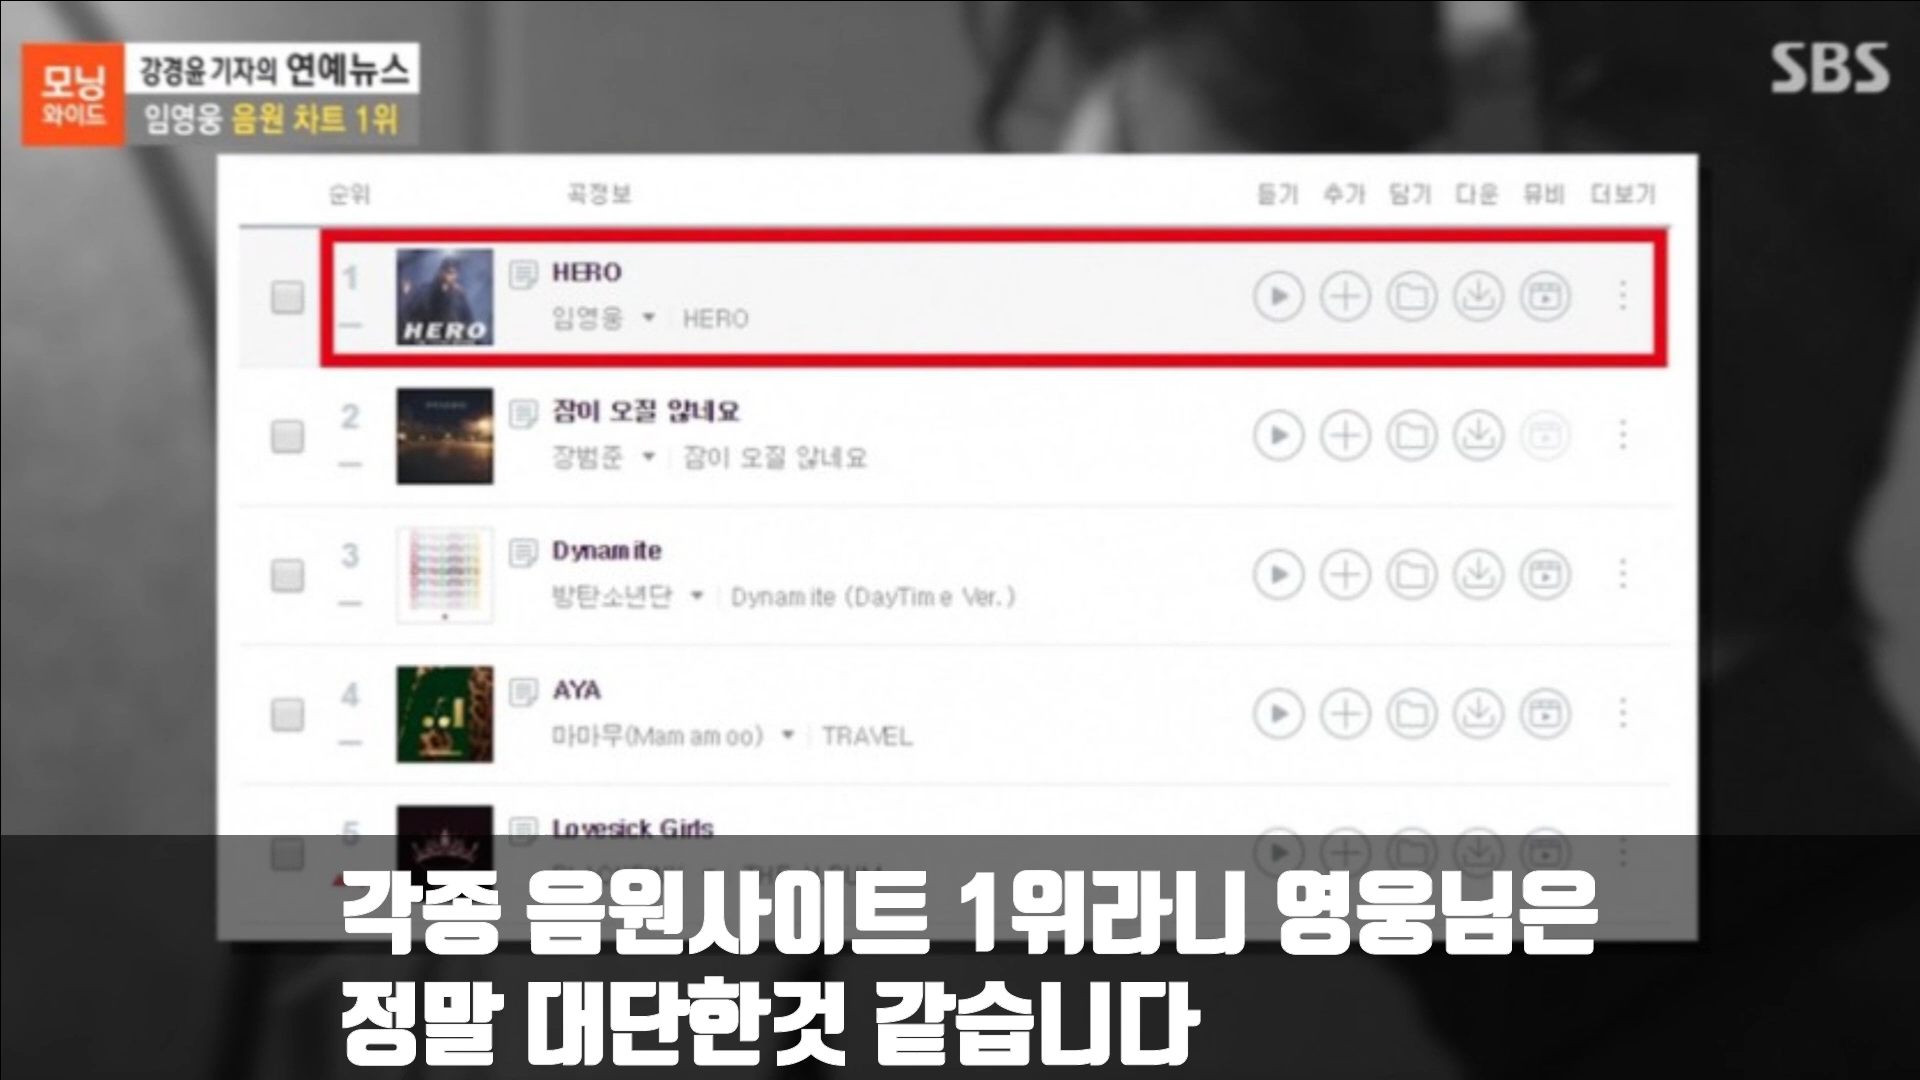 모닝
와이드
강경윤 기자의 연예뉴스
임영웅 음원 차트 1위
SBS
순위 곡정보 듣기 추가 담기 다운 뮤비 더보기
1 HERO
HERO
임영웅 HERO
2 잠이 오질 않네요
장범준 잠이 오질 않네요
3 Dynamite
방탄소년단 Dynamite (DayTime Ver.)
4 AYA
마마무(Mamamoo) TRAVEL
5 Lovesick Girls
각종 음원사이트 1위라니 영웅님은
정말 대단한것 같습니다